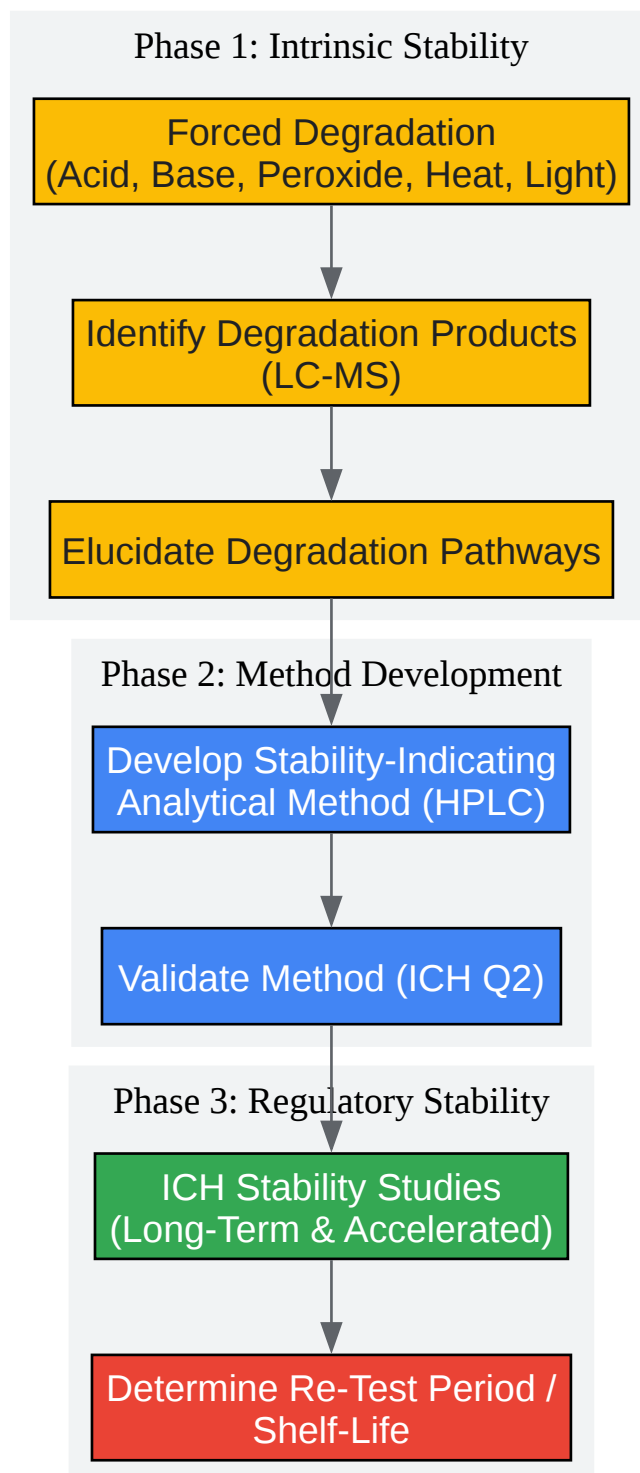 Phase 1: Intrinsic Stability
Forced Degradation
(Acid, Base, Peroxide, Heat, Light)
Identify Degradation Products
(LC-MS)
Elucidate Degradation Pathways
Phase 2: Method Development
Develop Stability-Indicating
Analytical Method (HPLC)
Validate Method (ICH Q2)
Phase 3: Regulatory Stability
ICH Stability Studies
(Long-Term & Accelerated)
Determine Re-Test Period /
Shelf-Life